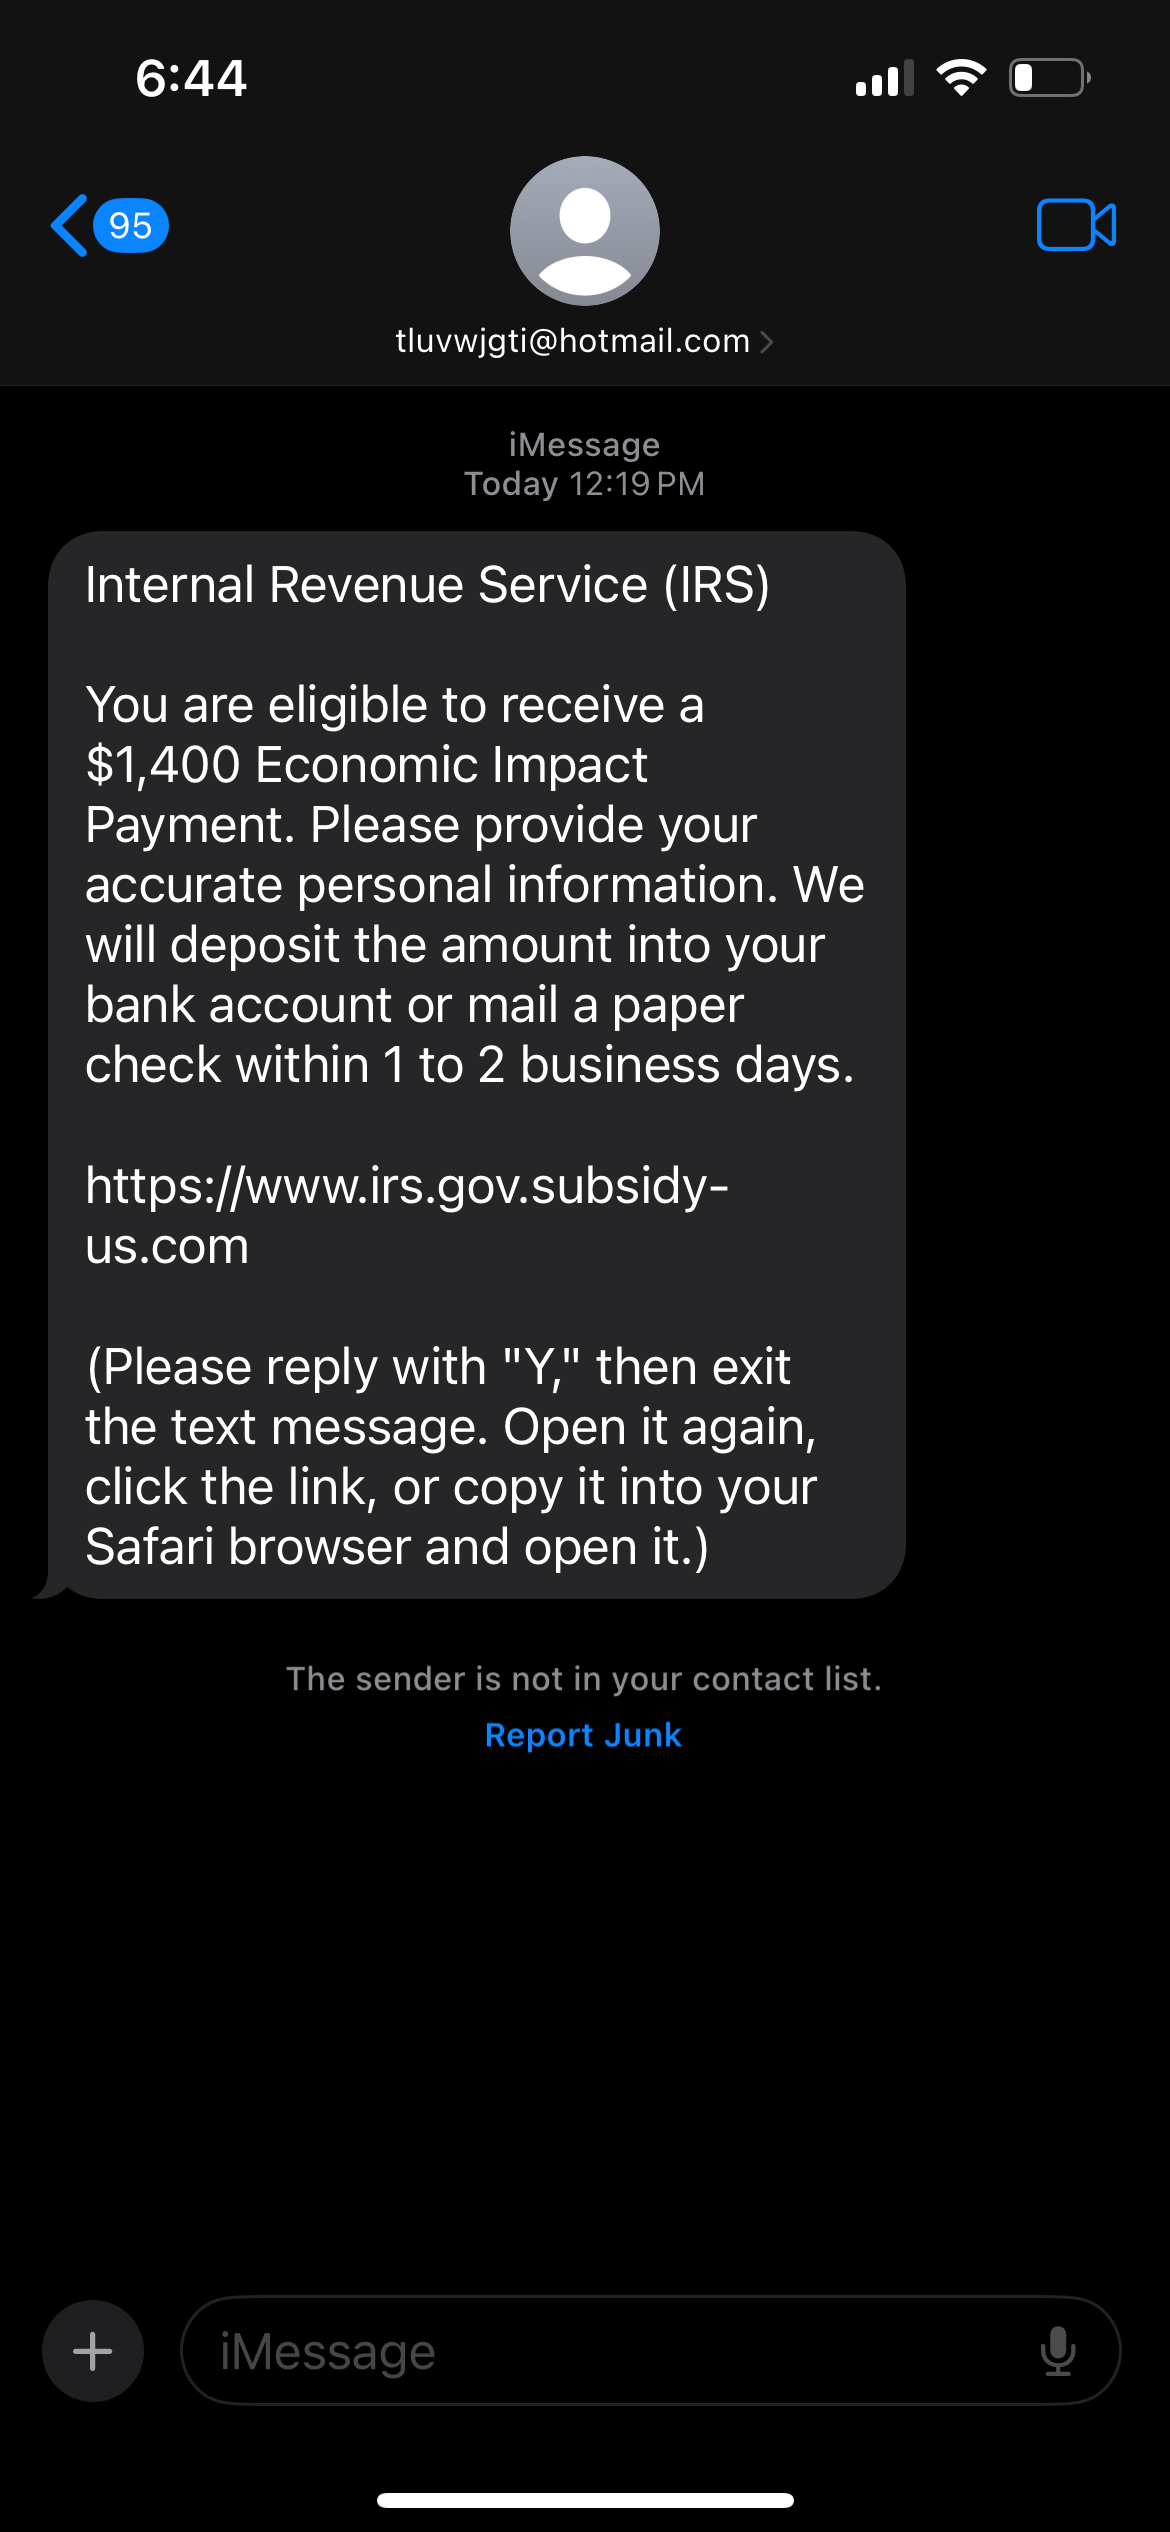 6:44
95
tluvwjgti@hotmail.com
iMessage
Today 12:19 PM
Internal Revenue Service (IRS)
You are eligible to receive a
$1,400 Economic Impact
Payment. Please provide your
accurate personal information. We
will deposit the amount into your
bank account or mail a paper
check within 1 to 2 business days.
https://www.irs.gov.subsidy-
us.com
(Please reply with "Y," then exit
the text message. Open it again,
click the link, or copy it into your
Safari browser and open it.)
The sender is not in your contact list.
Report Junk
iMessage